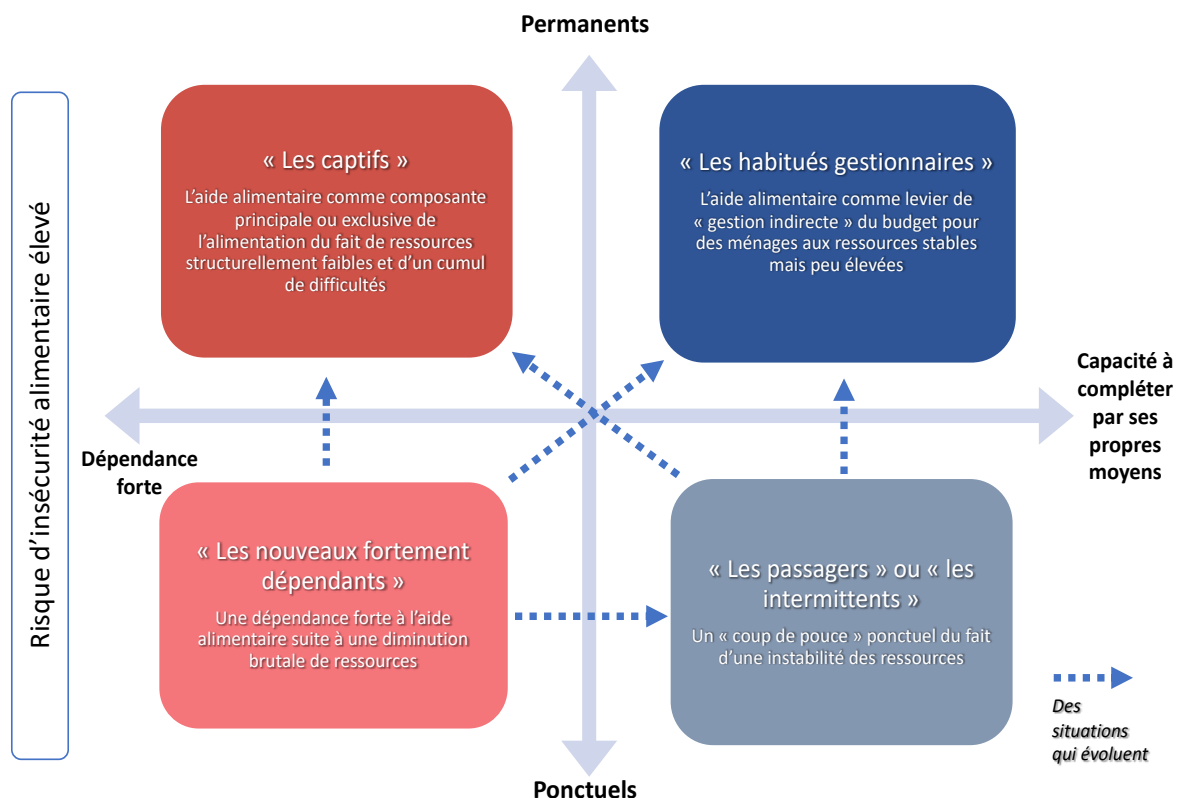 Permanents
Risque d’insécurité alimentaire élevé
« Les captifs »
L’aide alimentaire comme composante
principale ou exclusive de
l’alimentation du fait de ressources
structurellement faibles et d’un cumul
de difficultés
« Les habitués gestionnaires »
L’aide alimentaire comme levier de
« gestion indirecte » du budget pour
des ménages aux ressources stables
mais peu élevées
Dépendance
forte
Capacité à
compléter
par ses
propres
moyens
« Les nouveaux fortement
dépendants »
Une dépendance forte à l’aide
alimentaire suite à une diminution
brutale de ressources
« Les passagers » ou « les
intermittents »
Un « coup de pouce » ponctuel du fait
d’une instabilité des ressources
Des
situations
qui évoluent
Ponctuels